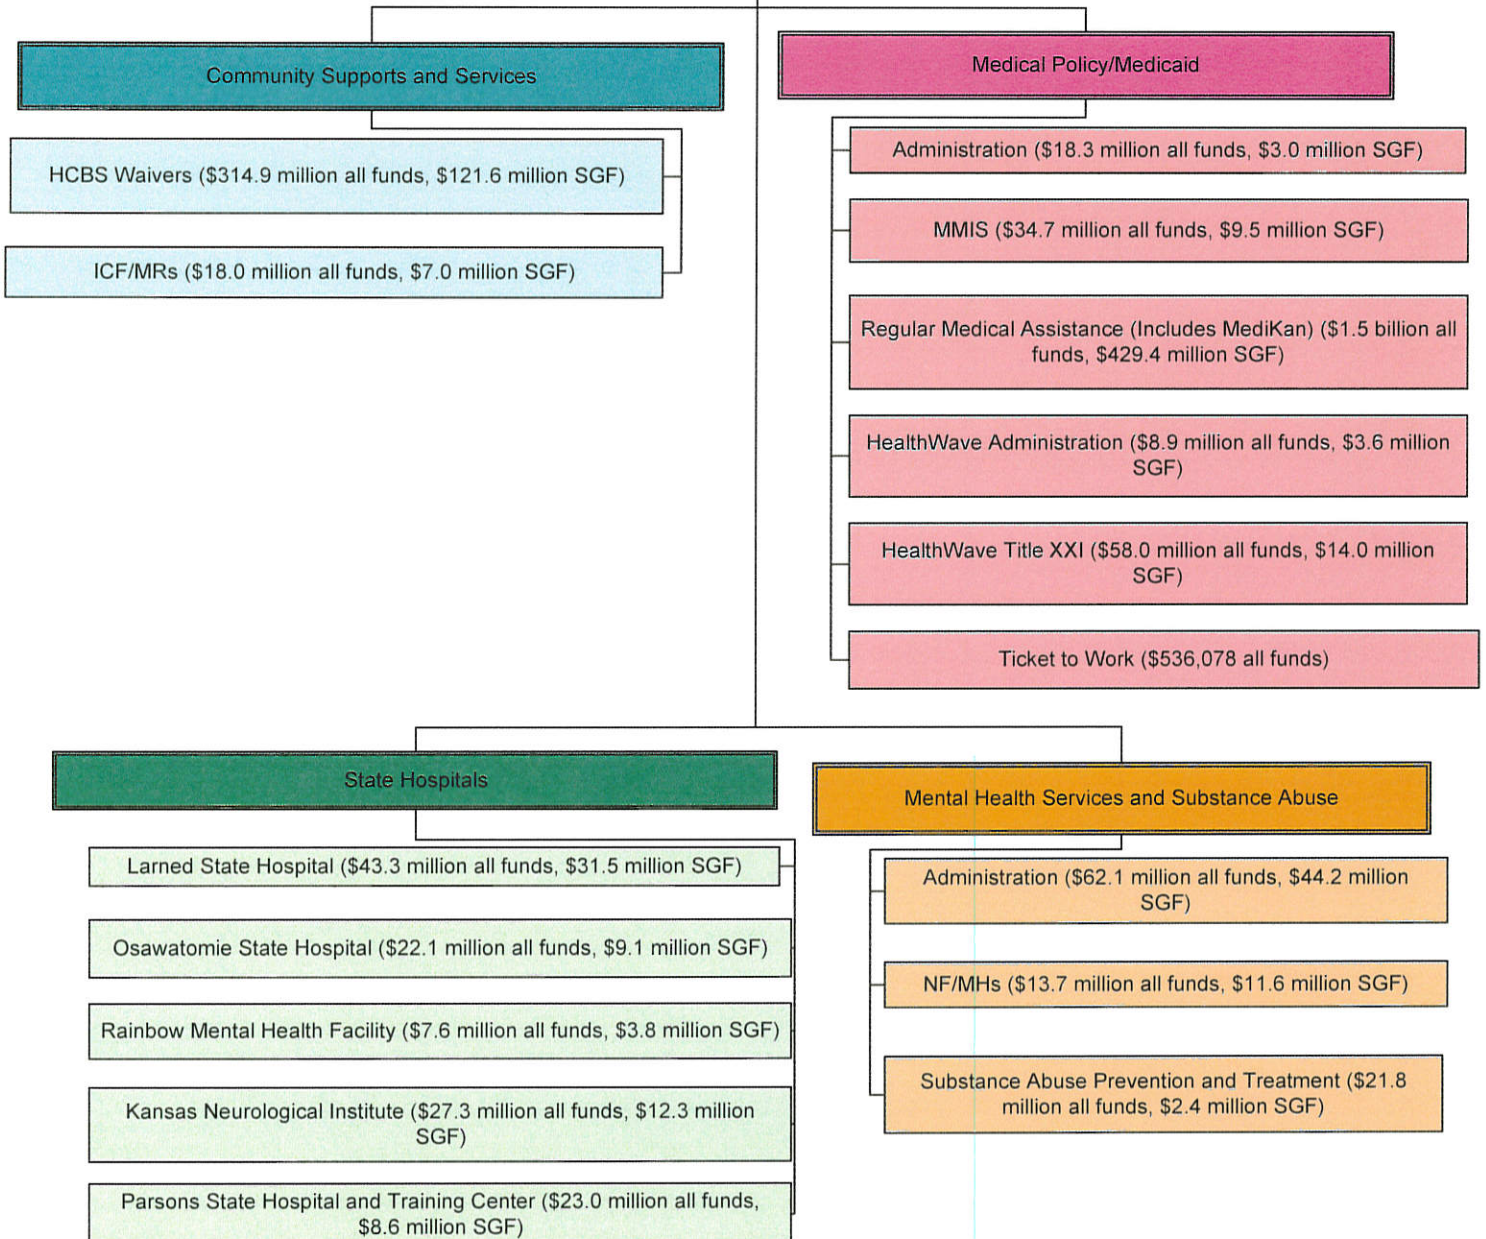 Community Supports and Services
HCBS Waivers ($314.9 million all funds, $121.6 million SGF)
ICF/MRs ($18.0 million all funds, $7.0 million SGF)
Medical Policy/Medicaid
Administration ($18.3 million all funds, $3.0 million SGF)
MMIS ($34.7 million all funds, $9.5 million SGF)
Regular Medical Assistance (Includes MediKan) ($1.5 billion all
funds, $429.4 million SGF)
HealthWave Administration ($8.9 million all funds, $3.6 million
SGF)
HealthWave Title XXI ($58.0 million all funds, $14.0 million
SGF)
Ticket to Work ($536,078 all funds)
State Hospitals
Larned State Hospital ($43.3 million all funds, $31.5 million SGF)
Osawatomie State Hospital ($22.1 million all funds, $9.1 million SGF)
Rainbow Mental Health Facility ($7.6 million all funds, $3.8 million SGF)
Kansas Neurological Institute ($27.3 million all funds, $12.3 million
SGF)
Parsons State Hospital and Training Center ($23.0 million all funds,
$8.6 million SGF)
Mental Health Services and Substance Abuse
Administration ($62.1 million all funds, $44.2 million
SGF)
NF/MHs ($13.7 million all funds, $11.6 million SGF)
Substance Abuse Prevention and Treatment ($21.8
million all funds, $2.4 million SGF)